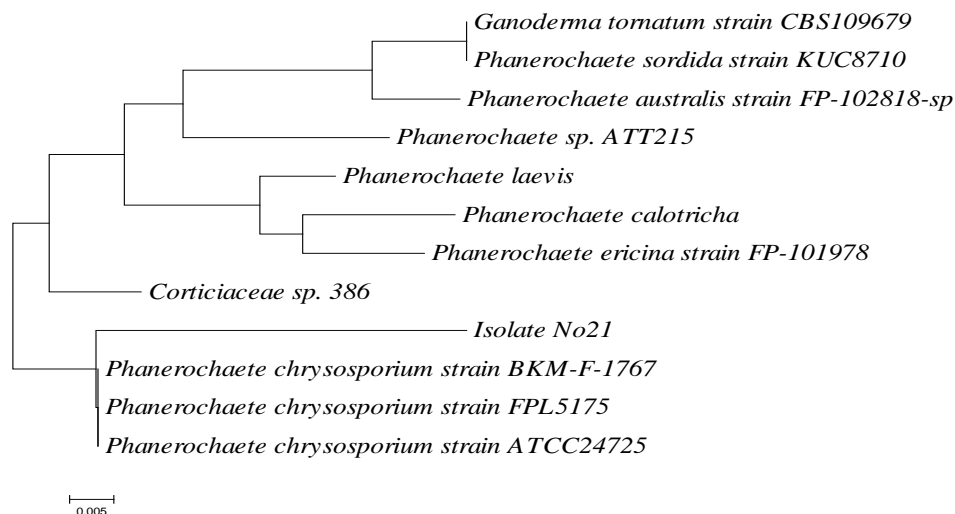 Ganoderma tornatum strain CBS109679
Phanerochaete sordida strain KUC8710
Phanerochaete australis strain FP-102818-sp
Phanerochaete sp. ATT215
Phanerochaete laevis
Phanerochaete calotricha
Phanerochaete ericina strain FP-101978
Corticiaceae sp. 386
Isolate No21
Phanerochaete chrysosporium strain BKM-F-1767
Phanerochaete chrysosporium strain FPL5175
Phanerochaete chrysosporium strain ATCC24725
0.005